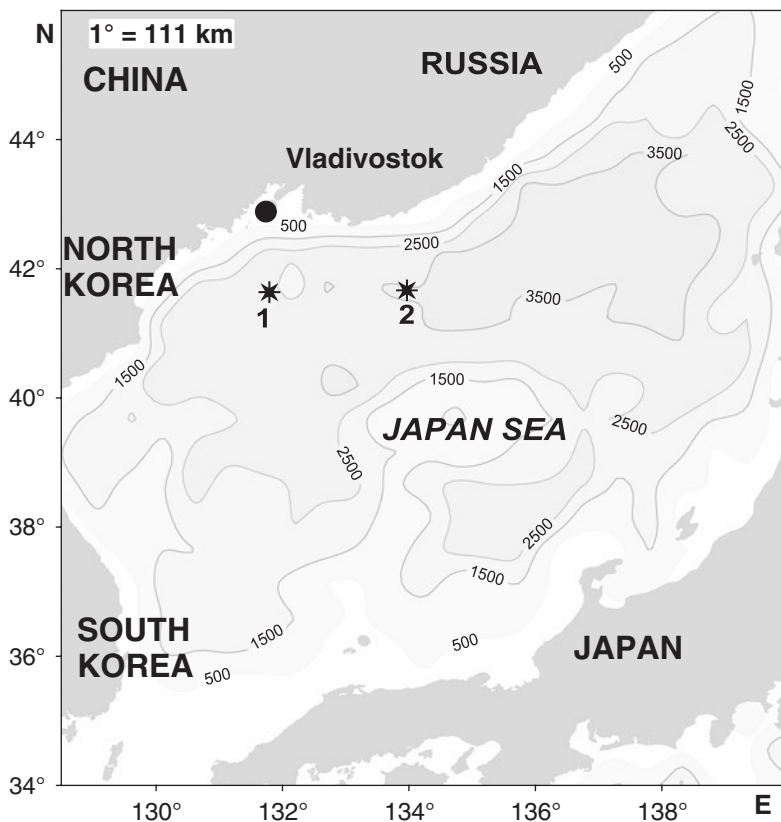 N
1° = 111 km
CHINA
RUSSIA
500
1500
2500
44°
Vladivostok
3500
1500
500
2500
NORTH
KOREA
42°
1
2
3500
1500
1500
40°
JAPAN SEA
2500
2500
38°
2500
1500
SOUTH
KOREA
1500
500
JAPAN
36°
500
34°
130°
132°
134°
136°
138°
E